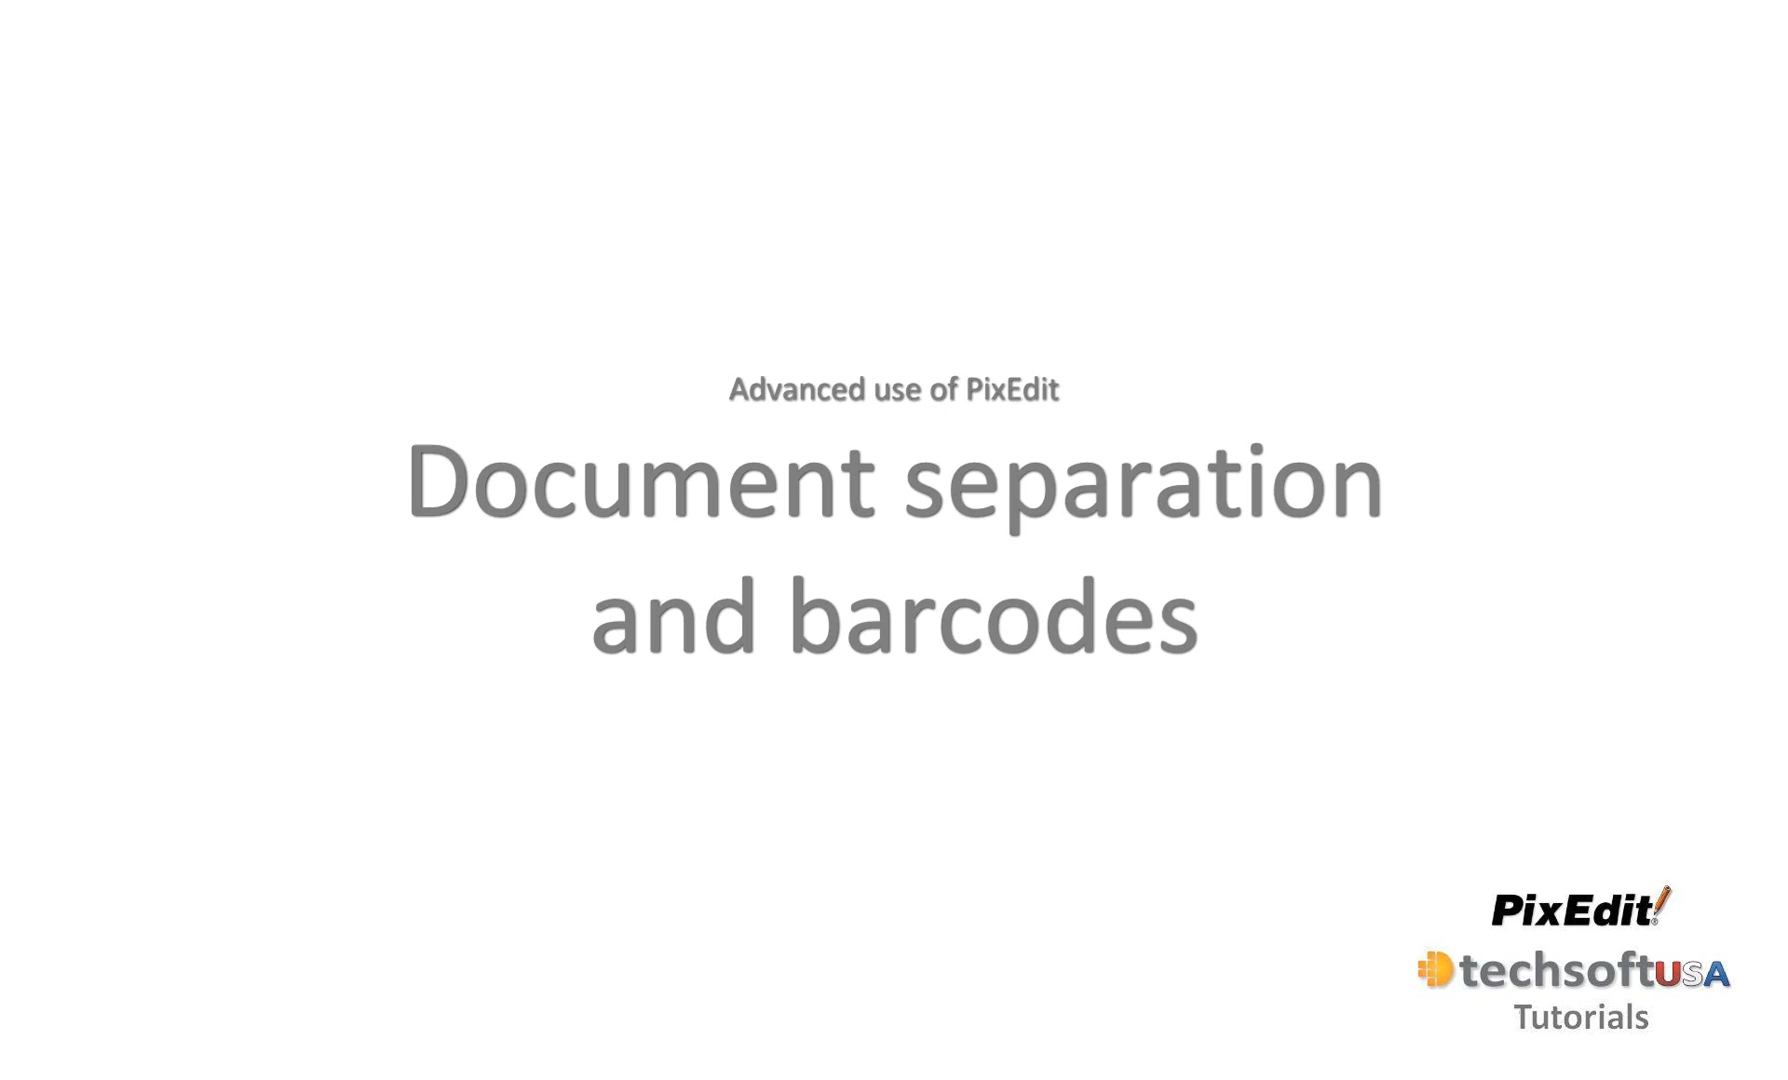 Advanced use of PixEdit
Document separation
and barcodes
PixEdit!®
techsoftUSA
Tutorials